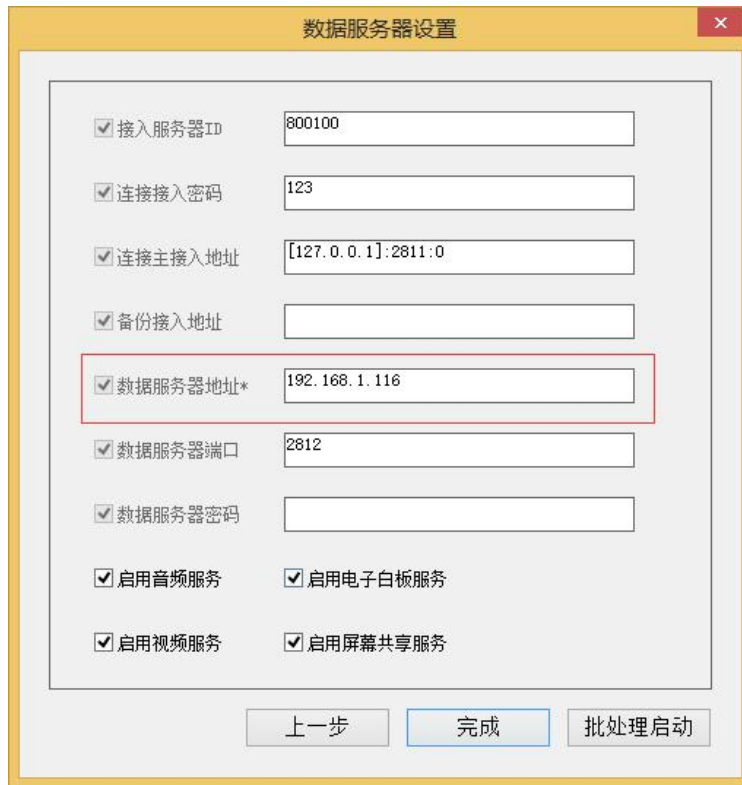 数据服务器设置
接入服务器ID 800100
连接接入密码 123
连接主接入地址 [127.0.0.1]:2811:0
备份接入地址
数据服务器地址* 192.168.1.116
数据服务器端口 2812
数据服务器密码
启用音频服务 启用电子白板服务
启用视频服务 启用屏幕共享服务
上一步 完成 批处理启动